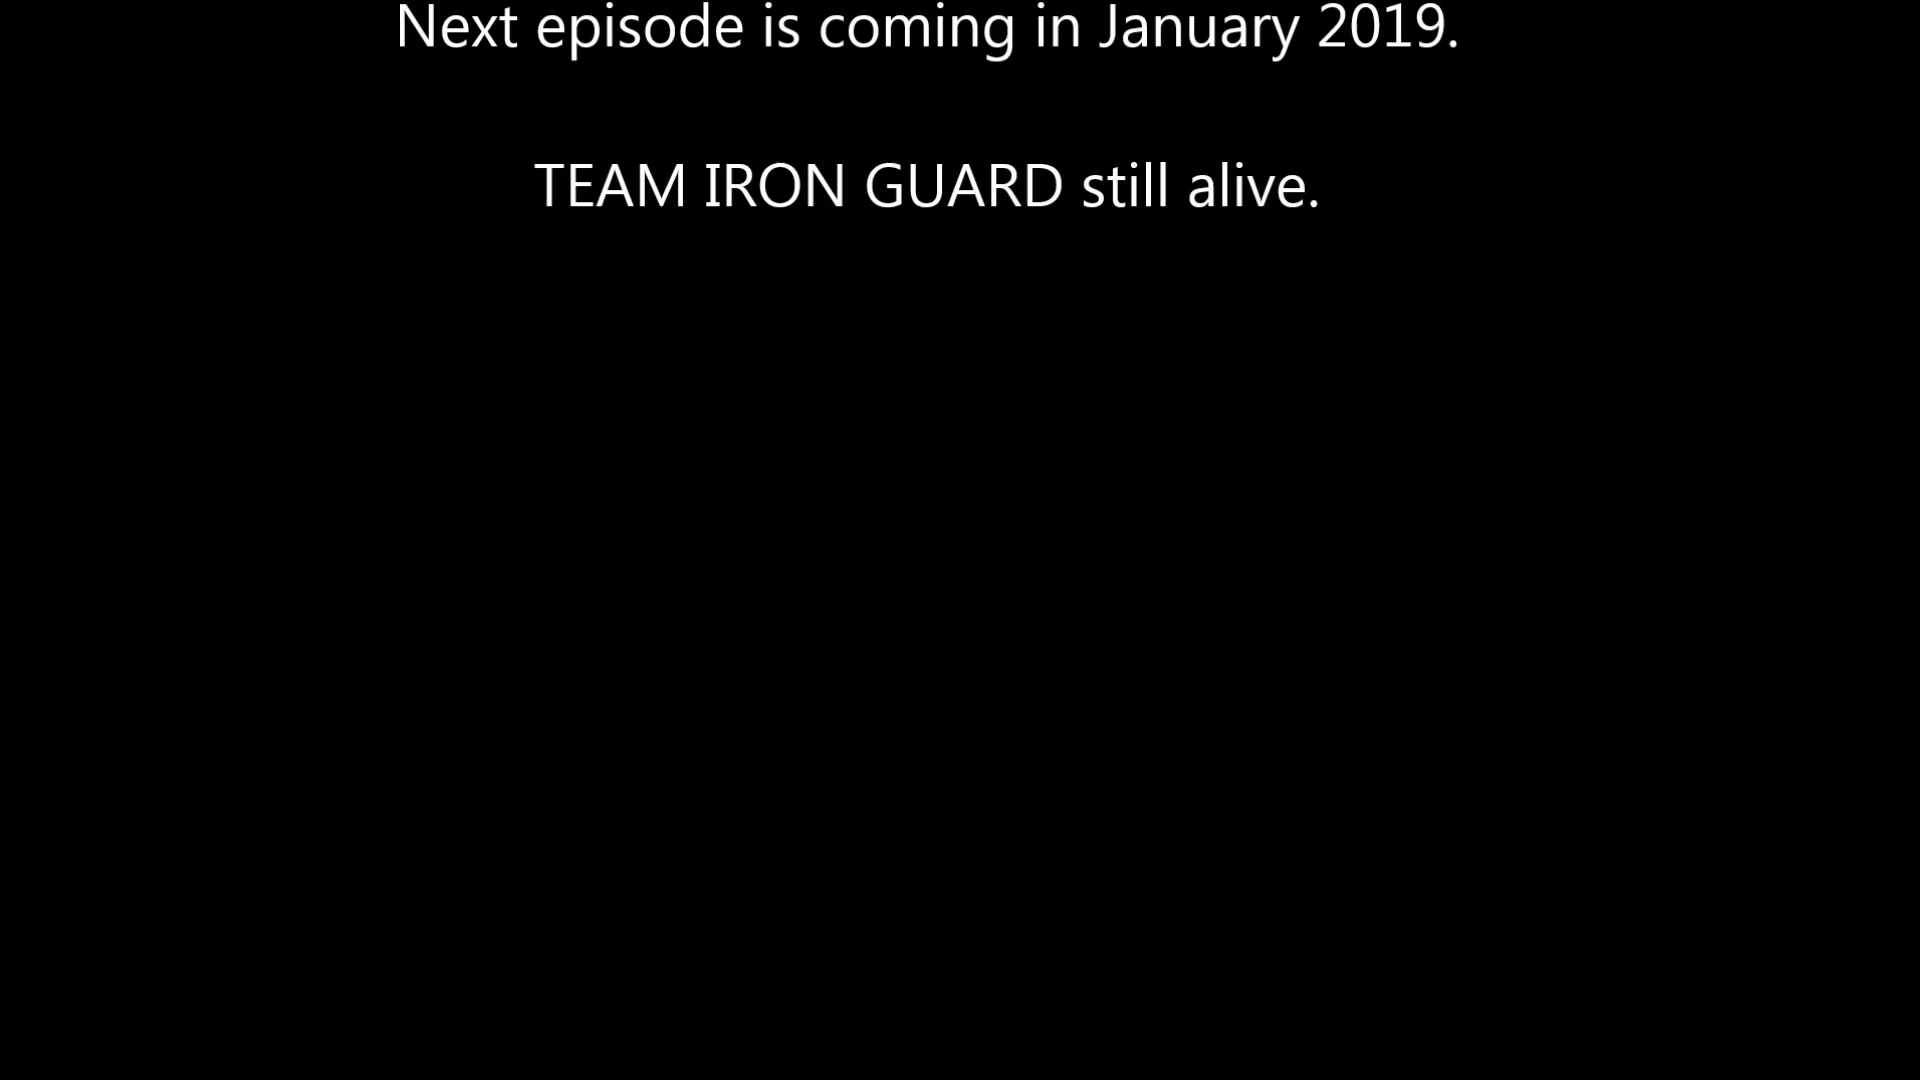 Next episode is coming in January 2019.
TEAM IRON GUARD still alive.